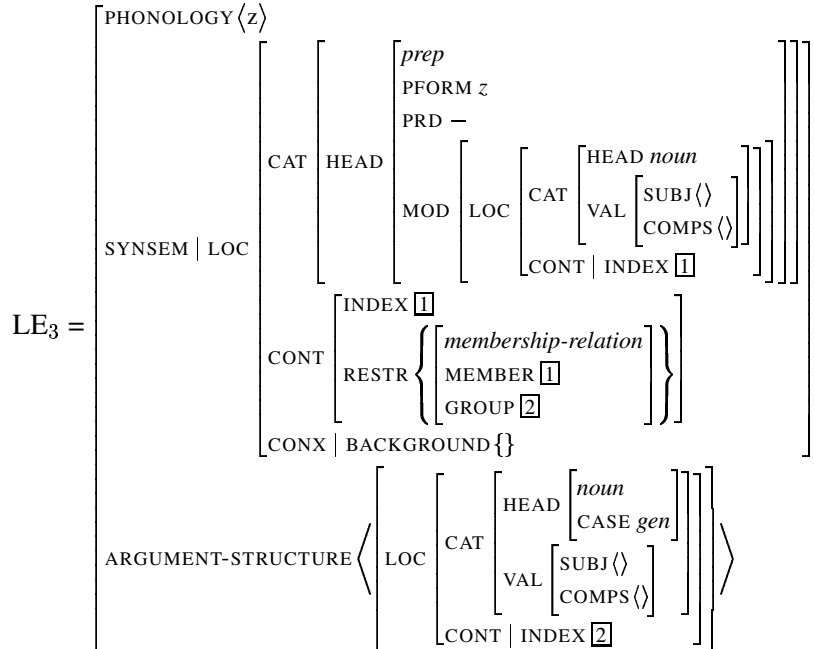 PHONOLOGY ⟨z⟩
prep
PFORM z
PRD −
HEAD noun
CAT HEAD CAT SUBJ ⟨⟩
MOD LOC VAL
COMPS ⟨⟩
SYNSEM | LOC CONT | INDEX 1
LE3 = INDEX 1
membership-relation
CONT RESTR { MEMBER 1 }
GROUP 2
CONX | BACKGROUND {}
noun
HEAD
CASE gen
CAT
ARGUMENT-STRUCTURE ⟨ LOC SUBJ ⟨⟩ ⟩
VAL
COMPS ⟨⟩
CONT | INDEX 2